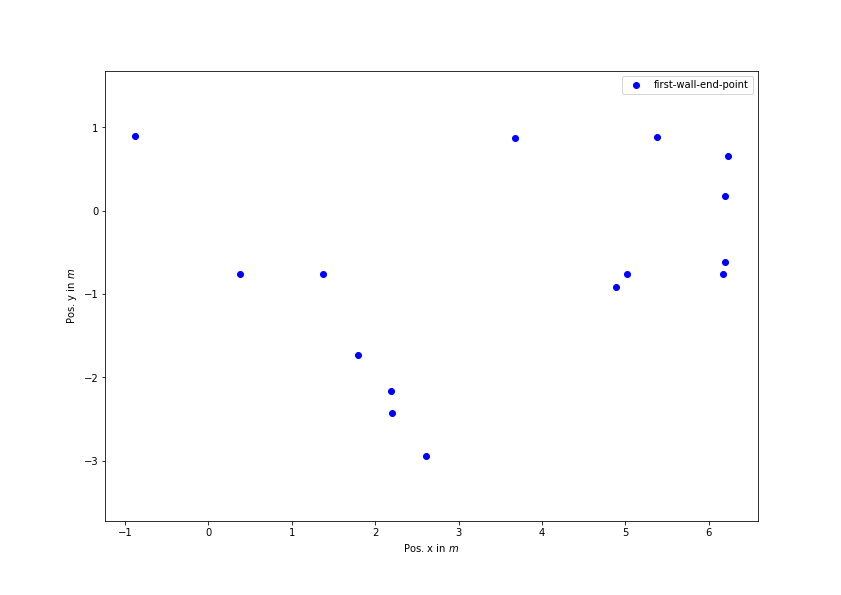 first-wall-end-point
1
0
−1
−2
−3
Pos. y in m
−1 0 1 2 3 4 5 6
Pos. x in m